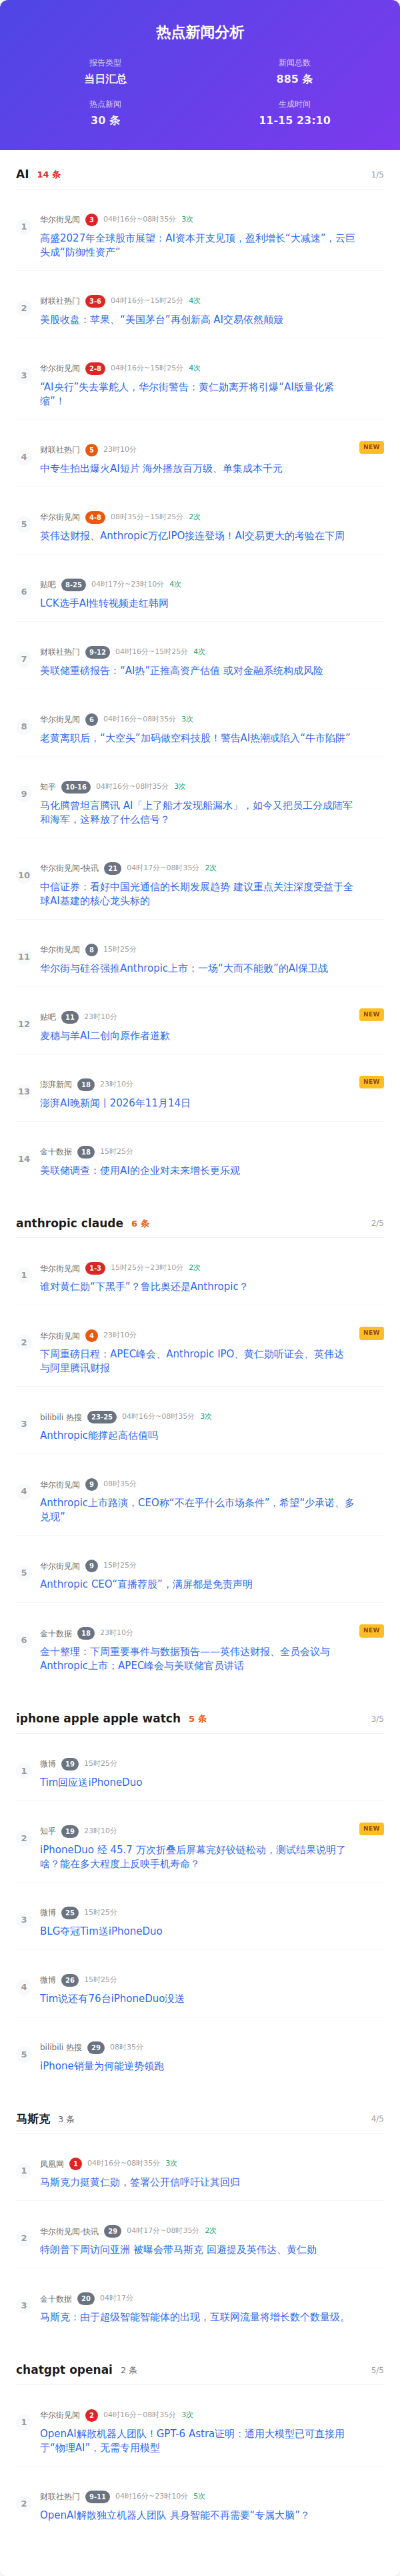 热点新闻分析
报告类型
新闻总数
当日汇总
885 条
热点新闻
生成时间
30 条
11-15 23:10
AI 14 条 1/5
1
华尔街见闻 3 04时16分~08时35分 3次
高盛2027年全球股市展望：AI资本开支见顶，盈利增长“大减速”，云巨
头成“防御性资产”
2
财联社热门 3-6 04时16分~15时25分 4次
美股收盘：苹果、“美国茅台”再创新高 AI交易依然颠簸
3
华尔街见闻 2-8 04时16分~15时25分 4次
“AI央行”失去掌舵人，华尔街警告：黄仁勋离开将引爆“AI版量化紧
缩”！
4
财联社热门 5 23时10分 NEW
中专生拍出爆火AI短片 海外播放百万级、单集成本千元
5
华尔街见闻 4-8 08时35分~15时25分 2次
英伟达财报、Anthropic万亿IPO接连登场！AI交易更大的考验在下周
6
贴吧 8-25 04时17分~23时10分 4次
LCK选手AI性转视频走红韩网
7
财联社热门 9-12 04时16分~15时25分 4次
美联储重磅报告：“AI热”正推高资产估值 或对金融系统构成风险
8
华尔街见闻 6 04时16分~08时35分 3次
老黄离职后，“大空头”加码做空科技股！警告AI热潮或陷入“牛市陷阱”
9
知乎 10-16 04时16分~08时35分 3次
马化腾曾坦言腾讯 AI「上了船才发现船漏水」，如今又把员工分成陆军
和海军，这释放了什么信号？
10
华尔街见闻-快讯 21 04时17分~08时35分 2次
中信证券：看好中国光通信的长期发展趋势 建议重点关注深度受益于全
球AI基建的核心龙头标的
11
华尔街见闻 8 15时25分
华尔街与硅谷强推Anthropic上市：一场“大而不能败”的AI保卫战
12
贴吧 11 23时10分 NEW
麦穗与羊AI二创向原作者道歉
13
澎湃新闻 18 23时10分 NEW
澎湃AI晚新闻丨2026年11月14日
14
金十数据 18 15时25分
美联储调查：使用AI的企业对未来增长更乐观
anthropic claude 6 条 2/5
1
华尔街见闻 1-3 15时25分~23时10分 2次
谁对黄仁勋“下黑手”？鲁比奥还是Anthropic？
2
华尔街见闻 4 23时10分 NEW
下周重磅日程：APEC峰会、Anthropic IPO、黄仁勋听证会、英伟达
与阿里腾讯财报
3
bilibili 热搜 23-25 04时16分~08时35分 3次
Anthropic能撑起高估值吗
4
华尔街见闻 9 08时35分
Anthropic上市路演，CEO称“不在乎什么市场条件”，希望“少承诺、多
兑现”
5
华尔街见闻 9 15时25分
Anthropic CEO“直播荐股”，满屏都是免责声明
6
金十数据 18 23时10分 NEW
金十整理：下周重要事件与数据预告——英伟达财报、全员会议与
Anthropic上市；APEC峰会与美联储官员讲话
iphone apple apple watch 5 条 3/5
1
微博 19 15时25分
Tim回应送iPhoneDuo
2
知乎 19 23时10分 NEW
iPhoneDuo 经 45.7 万次折叠后屏幕完好铰链松动，测试结果说明了
啥？能在多大程度上反映手机寿命？
3
微博 25 15时25分
BLG夺冠Tim送iPhoneDuo
4
微博 26 15时25分
Tim说还有76台iPhoneDuo没送
5
bilibili 热搜 29 08时35分
iPhone销量为何能逆势领跑
马斯克 3 条 4/5
1
凤凰网 1 04时16分~08时35分 3次
马斯克力挺黄仁勋，签署公开信呼吁让其回归
2
华尔街见闻-快讯 29 04时17分~08时35分 2次
特朗普下周访问亚洲 被曝会带马斯克 回避提及英伟达、黄仁勋
3
金十数据 20 04时17分
马斯克：由于超级智能智能体的出现，互联网流量将增长数个数量级。
chatgpt openai 2 条 5/5
1
华尔街见闻 2 04时16分~08时35分 3次
OpenAI解散机器人团队！GPT-6 Astra证明：通用大模型已可直接用
于“物理AI”，无需专用模型
2
财联社热门 9-11 04时16分~23时10分 5次
OpenAI解散独立机器人团队 具身智能不再需要“专属大脑”？